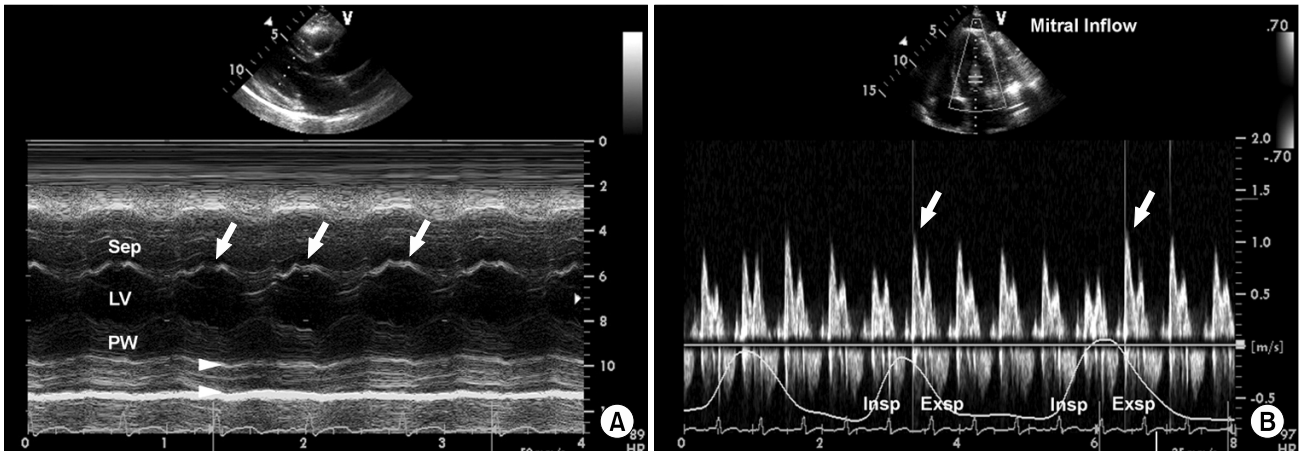 V
5
10
0
2
4
Sep
6
LV
8
PW
10
0 1 2 3 4
89
HR
A
V
Mitral Inflow
.70
5
10
15
-.70
2.0
1.5
1.0
0.5
[m/s]
Insp Exsp Insp Exsp
-0.5
0 2 4 6 8
97
HR
B